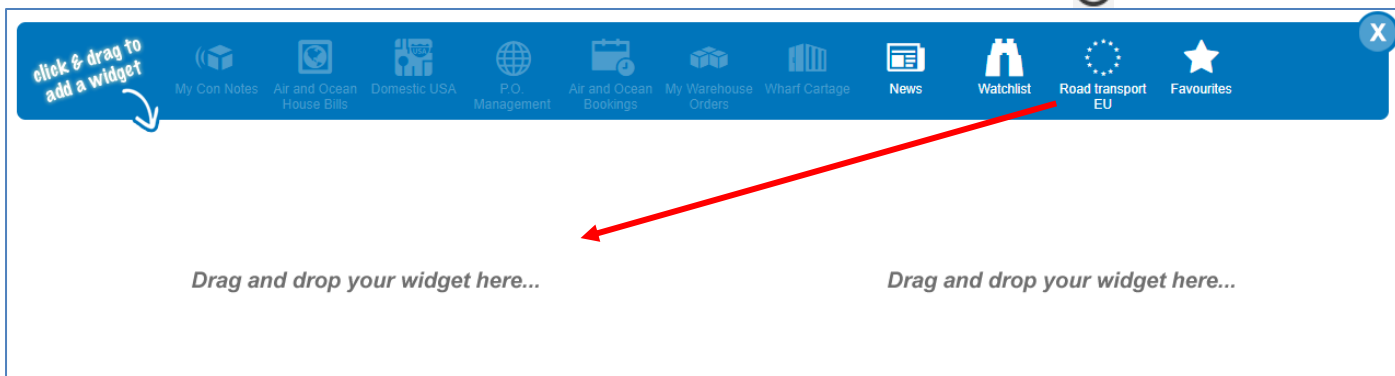 click & drag to
add a widget
My Con Notes
Air and Ocean
House Bills
Domestic USA
USA
P.O.
Management
Air and Ocean
Bookings
My Warehouse
Orders
Wharf Cartage
News
Watchlist
Road transport
EU
Favourites
X
Drag and drop your widget here...
Drag and drop your widget here...